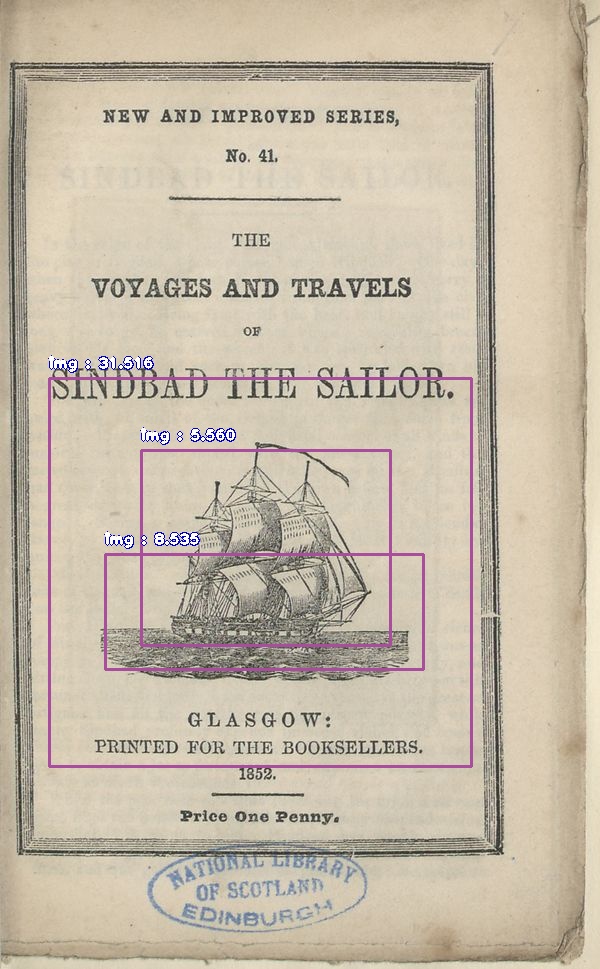 NEW AND IMPROVED SERIES,
No. 41.
THE
VOYAGES AND TRAVELS
OF
img : 31.516
SINDBAD THE SAILOR.
img : 5.560
img : 8.535
GLASGOW:
PRINTED FOR THE BOOKSELLERS.
1852.
Price One Penny.
NATIONAL LIBRARY
OF SCOTLAND
EDINBURGH